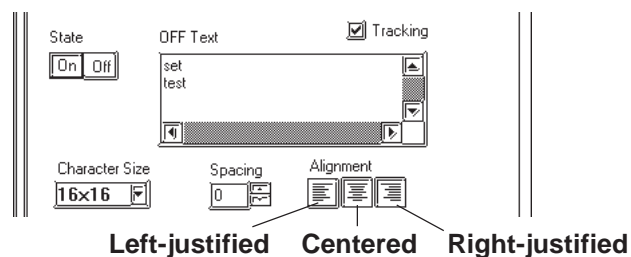 State
OFF Text
Tracking
On Off
set
test
Character Size
Spacing
Alignment
16x16
0
Left-justified Centered Right-justified